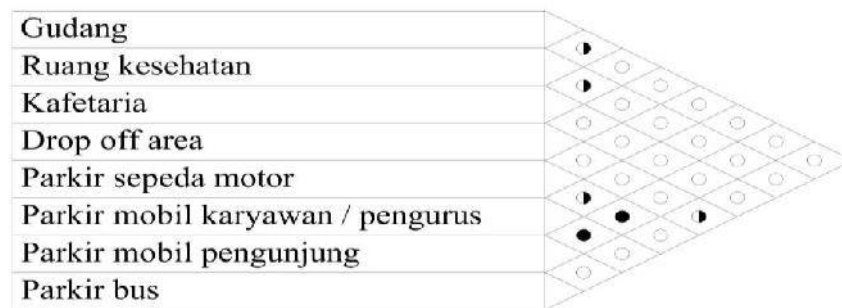 Gudang
Ruang kesehatan
Kafetaria
Drop off area
Parkir sepeda motor
Parkir mobil karyawan / pengurus
Parkir mobil pengunjung
Parkir bus